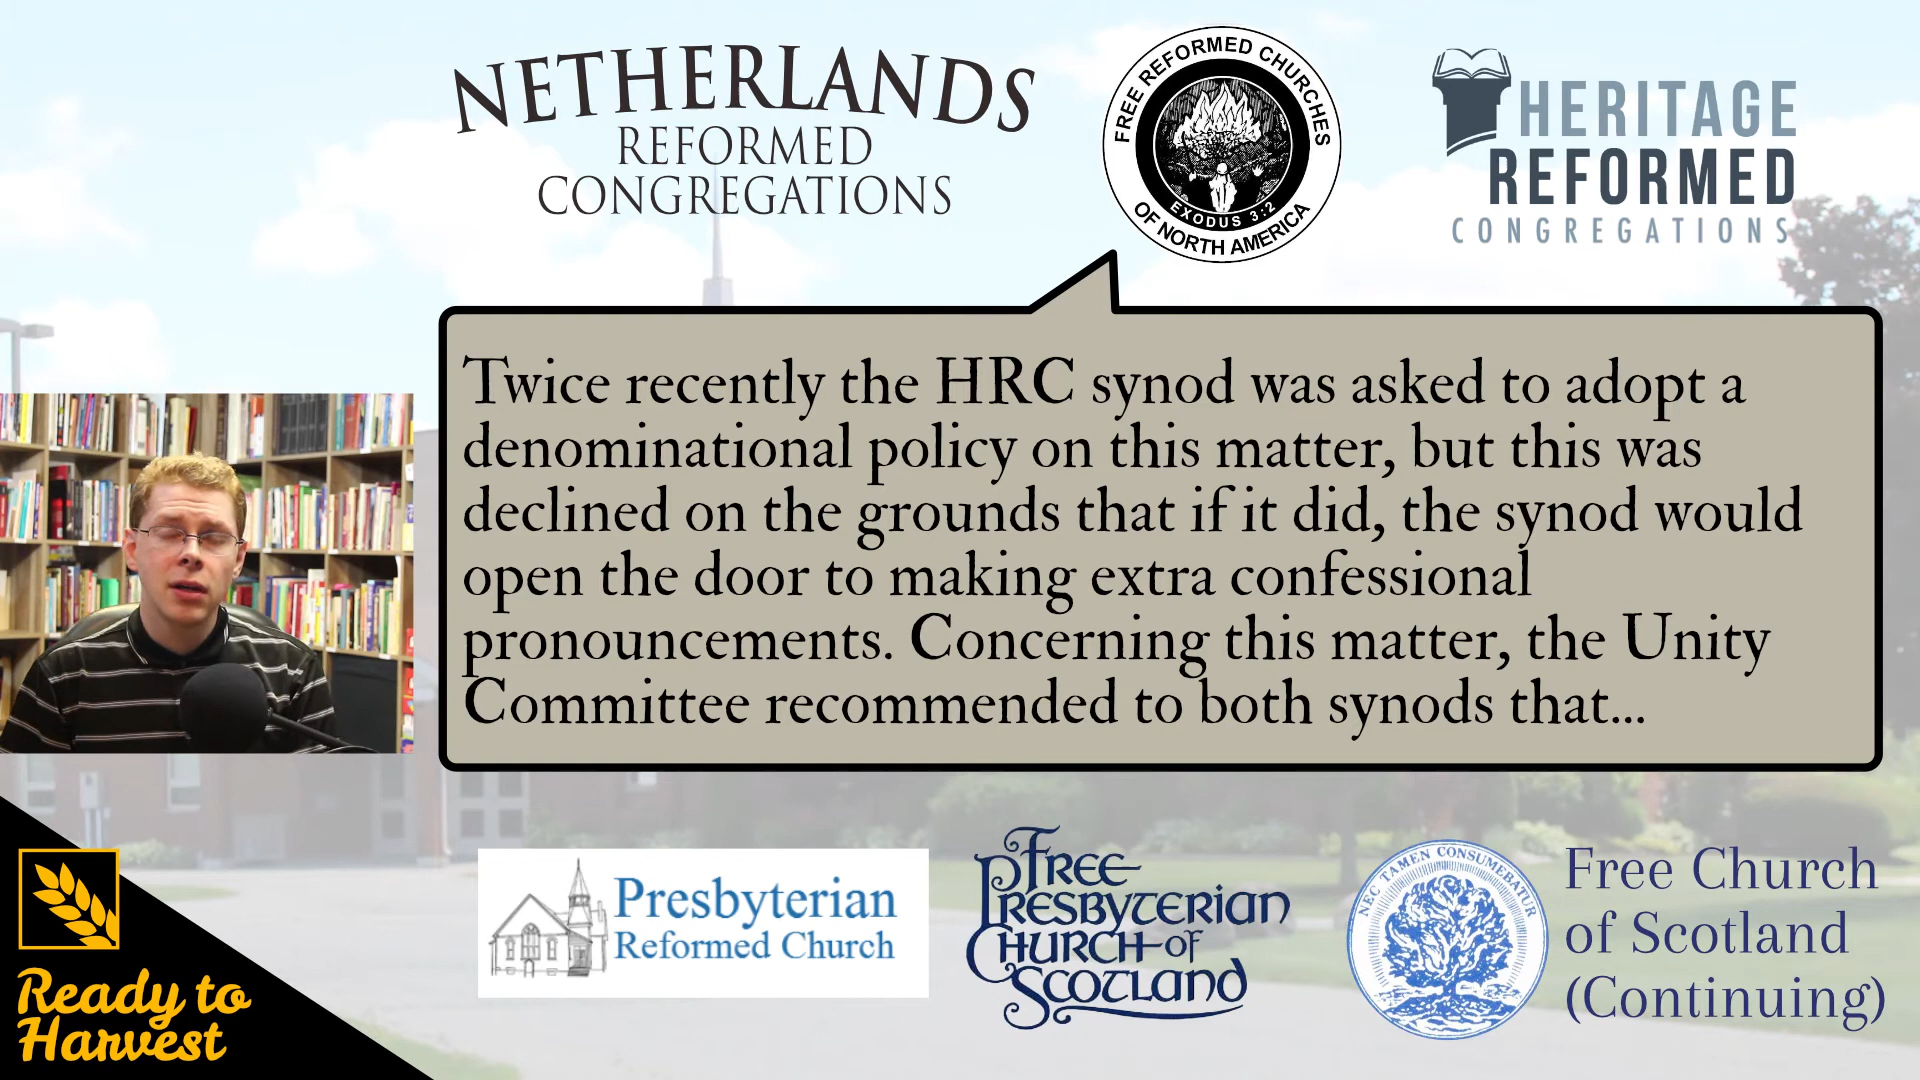 NETHERLANDS
REFORMED
CONGREGATIONS
FREE REFORMED CHURCHES
EXODUS 3:2
OF NORTH AMERICA
HERITAGE
REFORMED
CONGREGATIONS
Twice recently the HRC synod was asked to adopt a
denominational policy on this matter, but this was
declined on the grounds that if it did, the synod would
open the door to making extra confessional
pronouncements. Concerning this matter, the Unity
Committee recommended to both synods that...
Presbyterian
Reformed Church
Free
Presbyterian
Church of
Scotland
NEC TAMEN CONSUMEBATUR
Free Church
of Scotland
(Continuing)
Ready to
Harvest